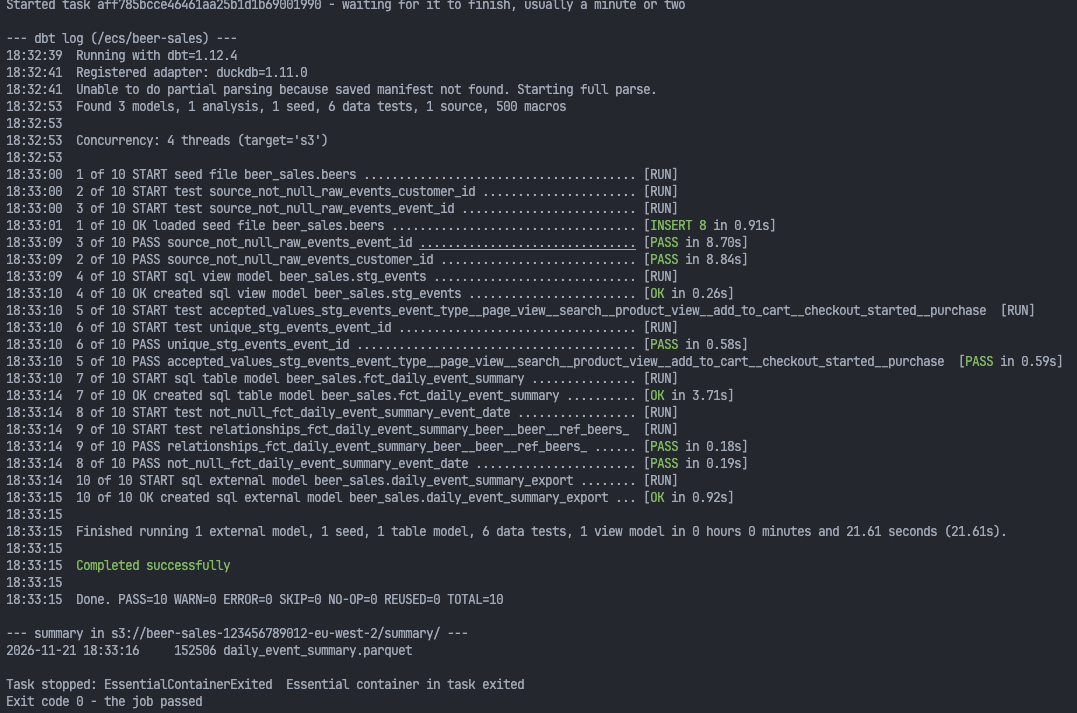 Started task aff785bcce46461aa25b1d1b69001990 - waiting for it to finish, usually a minute or two
--- dbt log (/ecs/beer-sales) ---
18:32:39  Running with dbt=1.12.4
18:32:41  Registered adapter: duckdb=1.11.0
18:32:41  Unable to do partial parsing because saved manifest not found. Starting full parse.
18:32:53  Found 3 models, 1 analysis, 1 seed, 6 data tests, 1 source, 500 macros
18:32:53
18:32:53  Concurrency: 4 threads (target='s3')
18:32:53
18:33:00  1 of 10 START seed file beer_sales.beers ....................................... [RUN]
18:33:00  2 of 10 START test source_not_null_raw_events_customer_id ...................... [RUN]
18:33:00  3 of 10 START test source_not_null_raw_events_event_id ......................... [RUN]
18:33:01  1 of 10 OK loaded seed file beer_sales.beers ................................... [INSERT 8 in 0.91s]
18:33:09  3 of 10 PASS source_not_null_raw_events_event_id ............................... [PASS in 8.70s]
18:33:09  2 of 10 PASS source_not_null_raw_events_customer_id ............................ [PASS in 8.84s]
18:33:09  4 of 10 START sql view model beer_sales.stg_events ............................. [RUN]
18:33:10  4 of 10 OK created sql view model beer_sales.stg_events ........................ [OK in 0.26s]
18:33:10  5 of 10 START test accepted_values_stg_events_event_type__page_view__search__product_view__add_to_cart__checkout_started__purchase  [RUN]
18:33:10  6 of 10 START test unique_stg_events_event_id .................................. [RUN]
18:33:10  6 of 10 PASS unique_stg_events_event_id ........................................ [PASS in 0.58s]
18:33:10  5 of 10 PASS accepted_values_stg_events_event_type__page_view__search__product_view__add_to_cart__checkout_started__purchase  [PASS in 0.59s]
18:33:10  7 of 10 START sql table model beer_sales.fct_daily_event_summary ............... [RUN]
18:33:14  7 of 10 OK created sql table model beer_sales.fct_daily_event_summary .......... [OK in 3.71s]
18:33:14  8 of 10 START test not_null_fct_daily_event_summary_event_date ................. [RUN]
18:33:14  9 of 10 START test relationships_fct_daily_event_summary_beer__beer__ref_beers_  [RUN]
18:33:14  9 of 10 PASS relationships_fct_daily_event_summary_beer__beer__ref_beers_ ...... [PASS in 0.18s]
18:33:14  8 of 10 PASS not_null_fct_daily_event_summary_event_date ....................... [PASS in 0.19s]
18:33:14  10 of 10 START sql external model beer_sales.daily_event_summary_export ........ [RUN]
18:33:15  10 of 10 OK created sql external model beer_sales.daily_event_summary_export ... [OK in 0.92s]
18:33:15
18:33:15  Finished running 1 external model, 1 seed, 1 table model, 6 data tests, 1 view model in 0 hours 0 minutes and 21.61 seconds (21.61s).
18:33:15
18:33:15  Completed successfully
18:33:15
18:33:15  Done. PASS=10 WARN=0 ERROR=0 SKIP=0 NO-OP=0 REUSED=0 TOTAL=10
--- summary in s3://beer-sales-123456789012-eu-west-2/summary/ ---
2026-11-21 18:33:16     152506 daily_event_summary.parquet
Task stopped: EssentialContainerExited  Essential container in task exited
Exit code 0 - the job passed